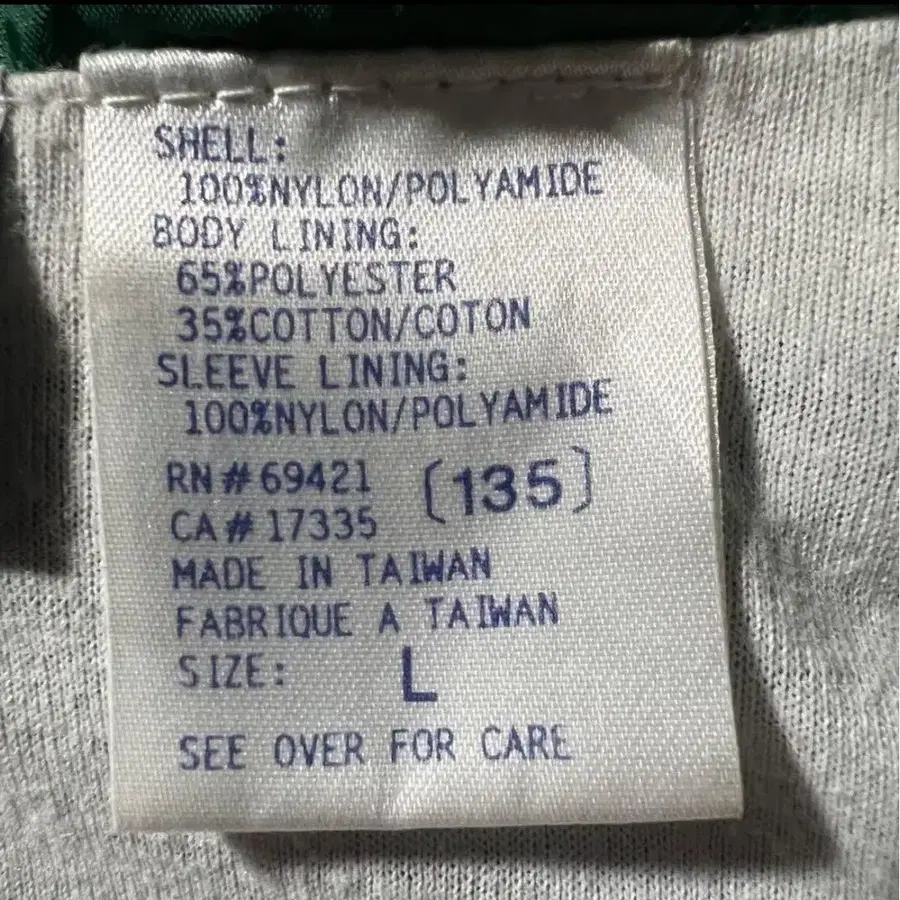 SHELL:
100%NYLON/POLYAMIDE
BODY LINING:
65%POLYESTER
35%COTTON/COTON
SLEEVE LINING:
100%NYLON/POLYAMIDE
RN#69421 [135]
CA#17335
MADE IN TAIWAN
FABRIQUE A TAIWAN
SIZE: L
SEE OVER FOR CARE